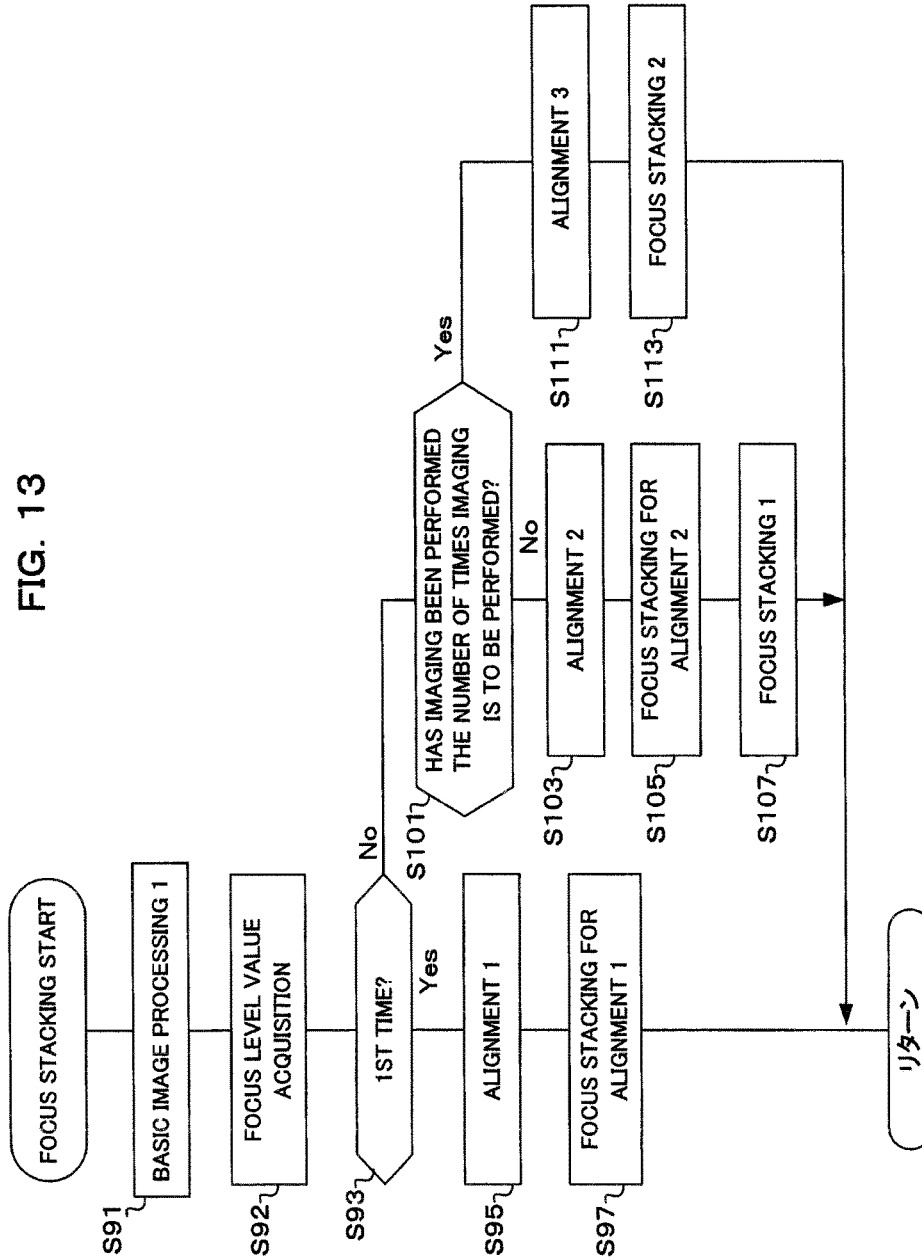 FIG. 13
FOCUS STACKING START
S91
BASIC IMAGE PROCESSING 1
S92
FOCUS LEVEL VALUE
ACQUISITION
S93
1ST TIME?
No
Yes
S95
ALIGNMENT 1
S97
FOCUS STACKING FOR
ALIGNMENT 1
S101
HAS IMAGING BEEN PERFORMED
THE NUMBER OF TIMES IMAGING
IS TO BE PERFORMED?
Yes
No
S103
ALIGNMENT 2
S105
FOCUS STACKING FOR
ALIGNMENT 2
S107
FOCUS STACKING 1
S111
ALIGNMENT 3
S113
FOCUS STACKING 2
リターン